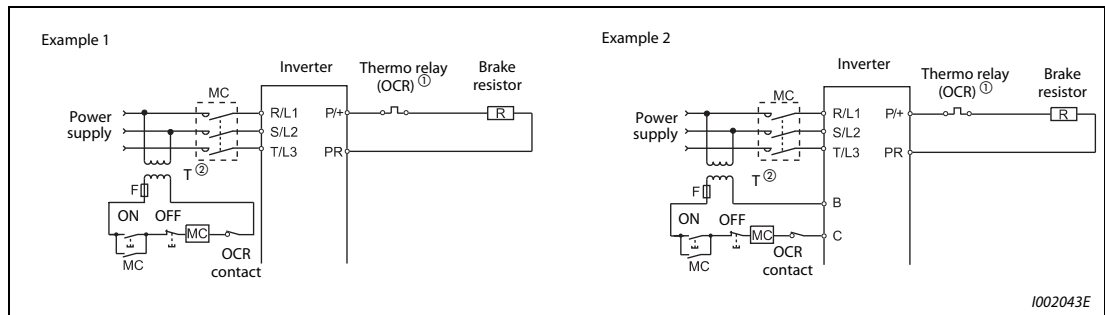 Example 1
Inverter
Thermo relay
(OCR) ①
Brake
resistor
MC
Power
supply
R/L1
S/L2
T/L3
P/+
PR
R
T ②
F
ON
OFF
MC
MC
OCR
contact
Example 2
Inverter
Thermo relay
(OCR) ①
Brake
resistor
MC
Power
supply
R/L1
S/L2
T/L3
P/+
PR
R
T ②
F
B
ON
OFF
MC
C
MC
OCR
contact
I002043E